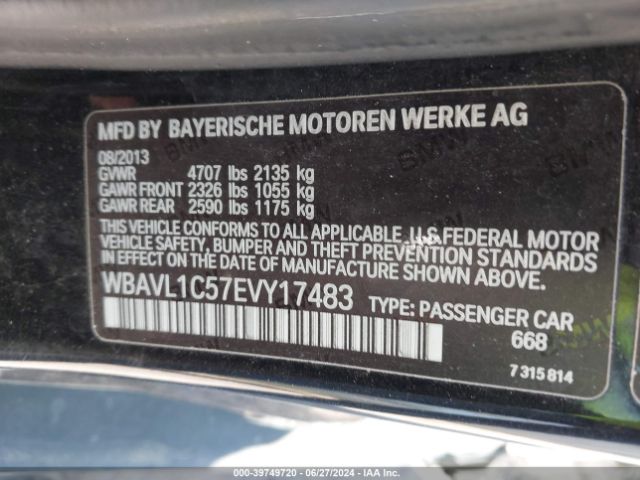 MFD BY BAYERISCHE MOTOREN WERKE AG
08/2013
GVWR 4707 lbs 2135 kg
GAWR FRONT 2326 lbs 1055 kg
GAWR REAR 2590 lbs 1175 kg
THIS VEHICLE CONFORMS TO ALL APPLICABLE U.S. FEDERAL MOTOR
VEHICLE SAFETY, BUMPER AND THEFT PREVENTION STANDARDS
IN EFFECT ON THE DATE OF MANUFACTURE SHOWN ABOVE.
WBAVL1C57EVY17483 TYPE: PASSENGER CAR
668
7 315 814
000-39749720 - 06/27/2024 - IAA Inc.